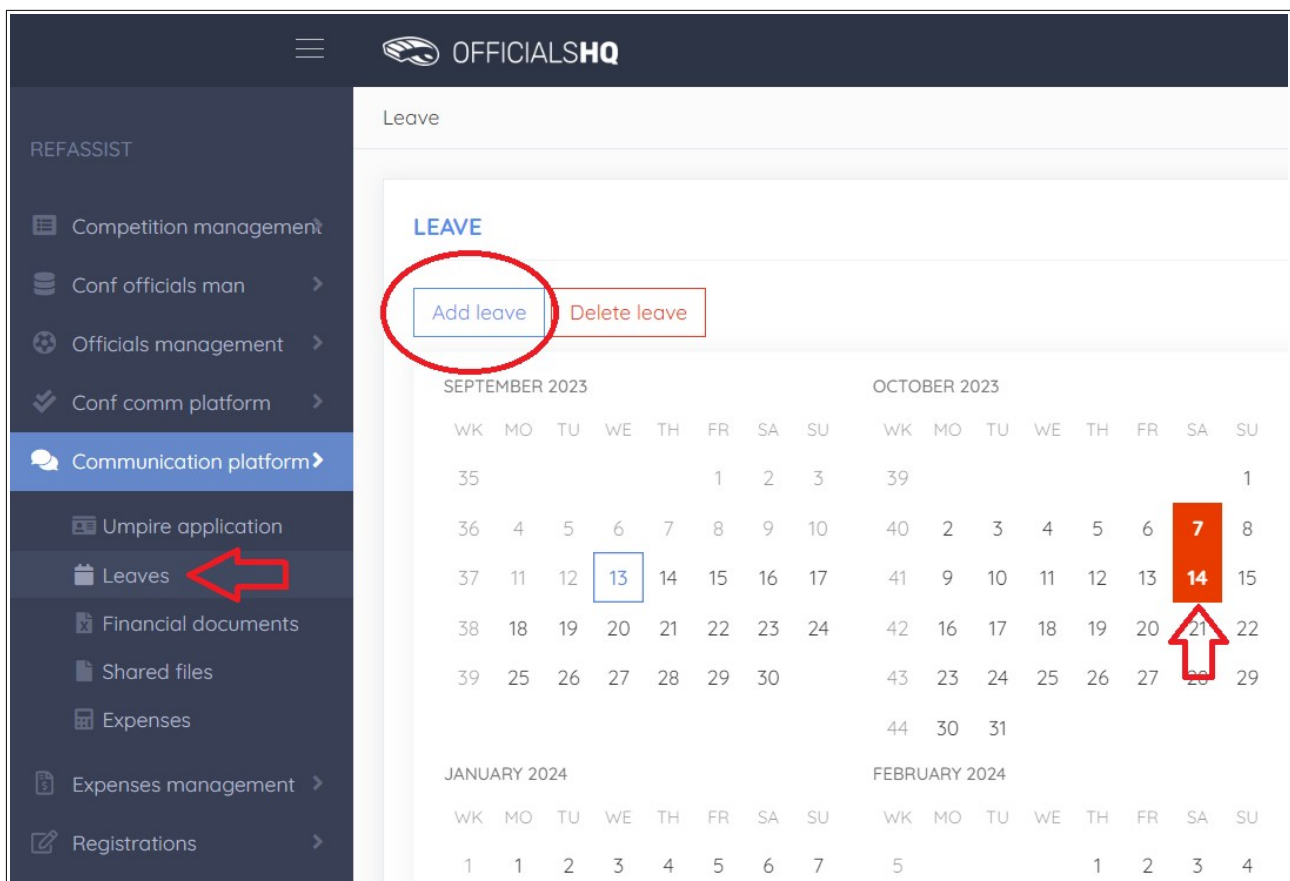 OFFICIALSHQ
Leave
REFASSIST
Competition management
Conf officials man
Officials management
Conf comm platform
Communication platform
Umpire application
Leaves
Financial documents
Shared files
Expenses
Expenses management
Registrations
LEAVE
Add leave Delete leave
SEPTEMBER 2023
WK MO TU WE TH FR SA SU
35 1 2 3
36 4 5 6 7 8 9 10
37 11 12 13 14 15 16 17
38 18 19 20 21 22 23 24
39 25 26 27 28 29 30
OCTOBER 2023
WK MO TU WE TH FR SA SU
39 1
40 2 3 4 5 6 7 8
41 9 10 11 12 13 14 15
42 16 17 18 19 20 21 22
43 23 24 25 26 27 28 29
44 30 31
JANUARY 2024
WK MO TU WE TH FR SA SU
1 1 2 3 4 5 6 7
FEBRUARY 2024
WK MO TU WE TH FR SA SU
5 1 2 3 4